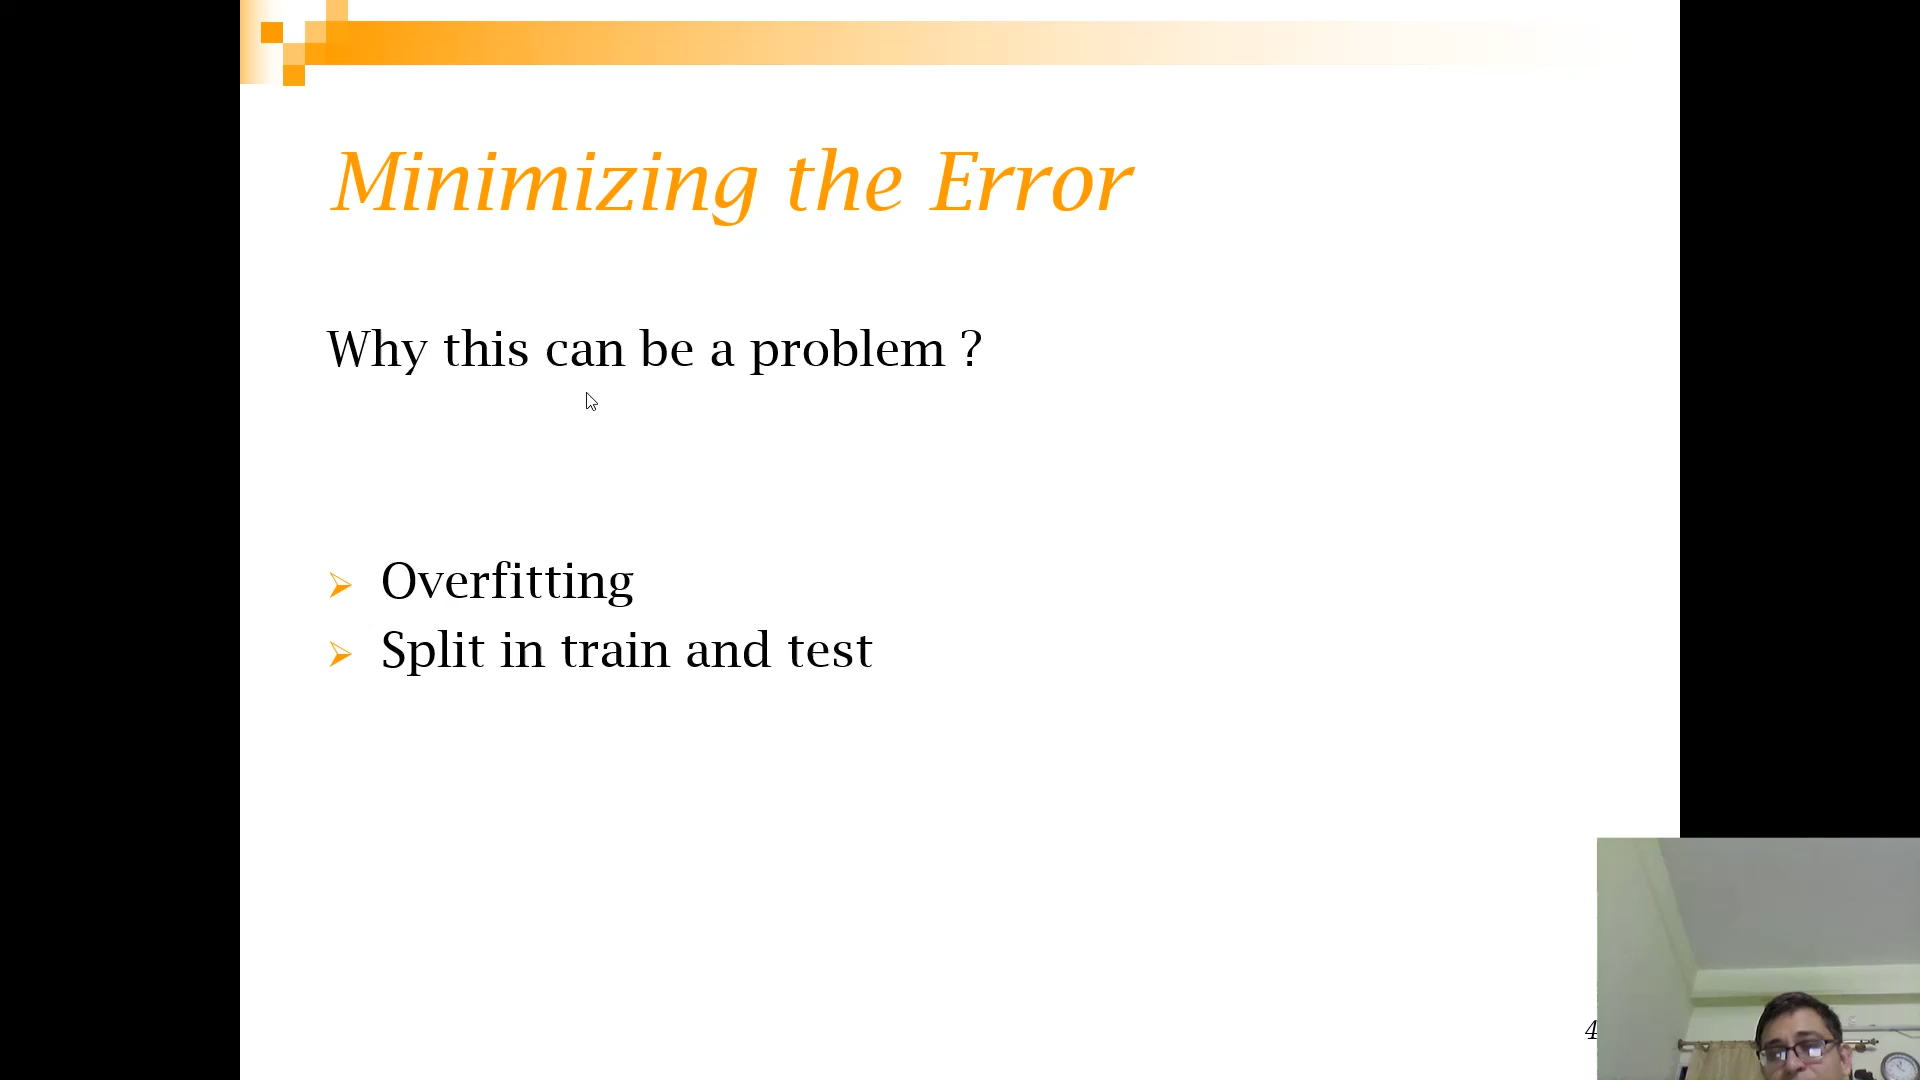 Minimizing the Error
Why this can be a problem ?
Overfitting
Split in train and test
4